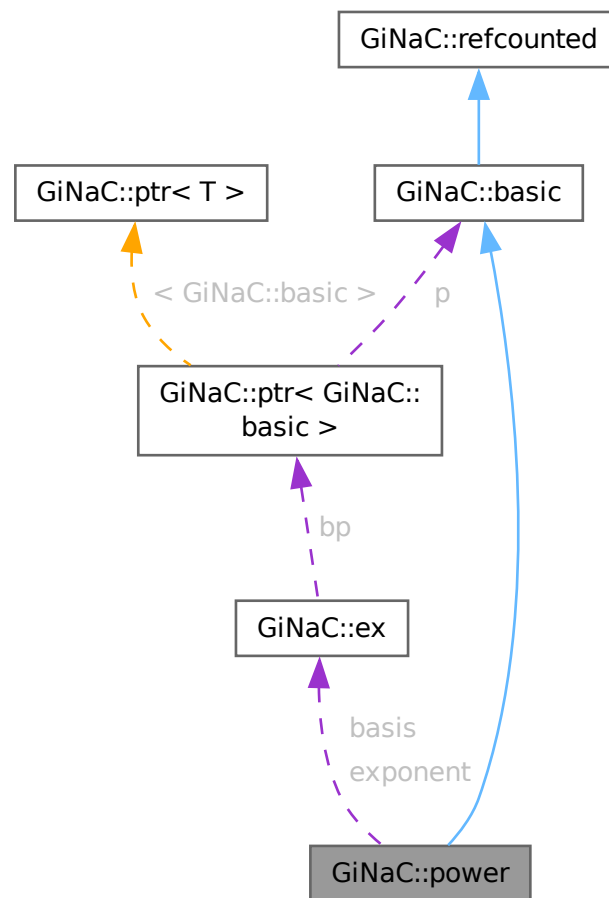 GiNaC::refcounted
GiNaC::ptr< T >
GiNaC::basic
< GiNaC::basic >
p
GiNaC::ptr< GiNaC::
basic >
bp
GiNaC::ex
basis
exponent
GiNaC::power